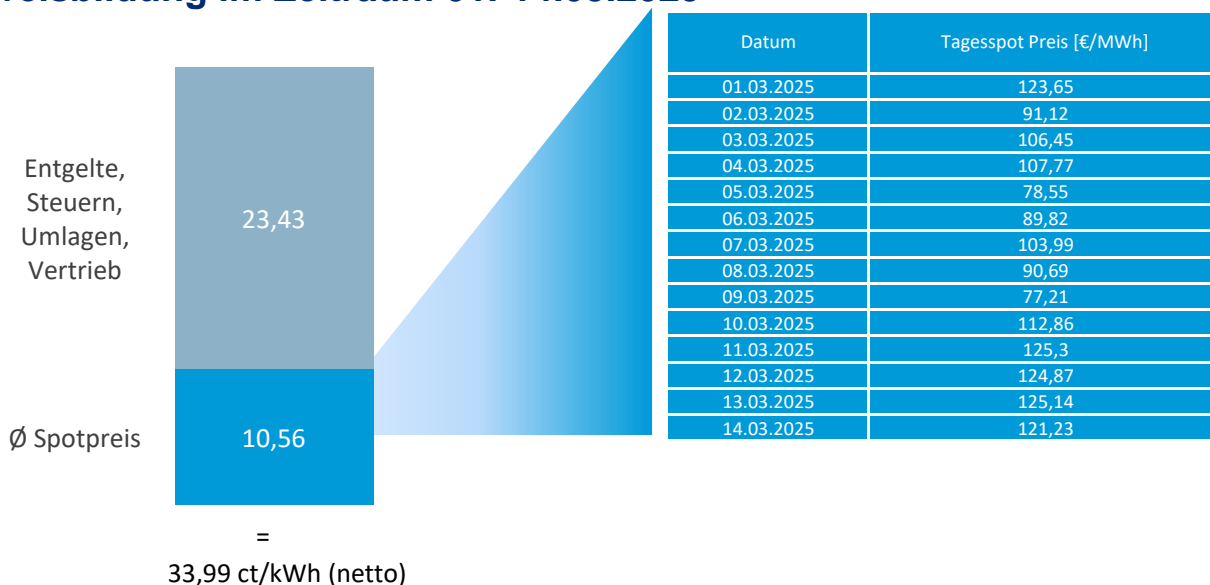 Entgelte,
Steuern,
Umlagen,
Vertrieb
23,43
Ø Spotpreis
10,56
=
33,99 ct/kWh (netto)
Datum Tagesspot Preis [€/MWh]
01.03.2025 123,65
02.03.2025 91,12
03.03.2025 106,45
04.03.2025 107,77
05.03.2025 78,55
06.03.2025 89,82
07.03.2025 103,99
08.03.2025 90,69
09.03.2025 77,21
10.03.2025 112,86
11.03.2025 125,3
12.03.2025 124,87
13.03.2025 125,14
14.03.2025 121,23